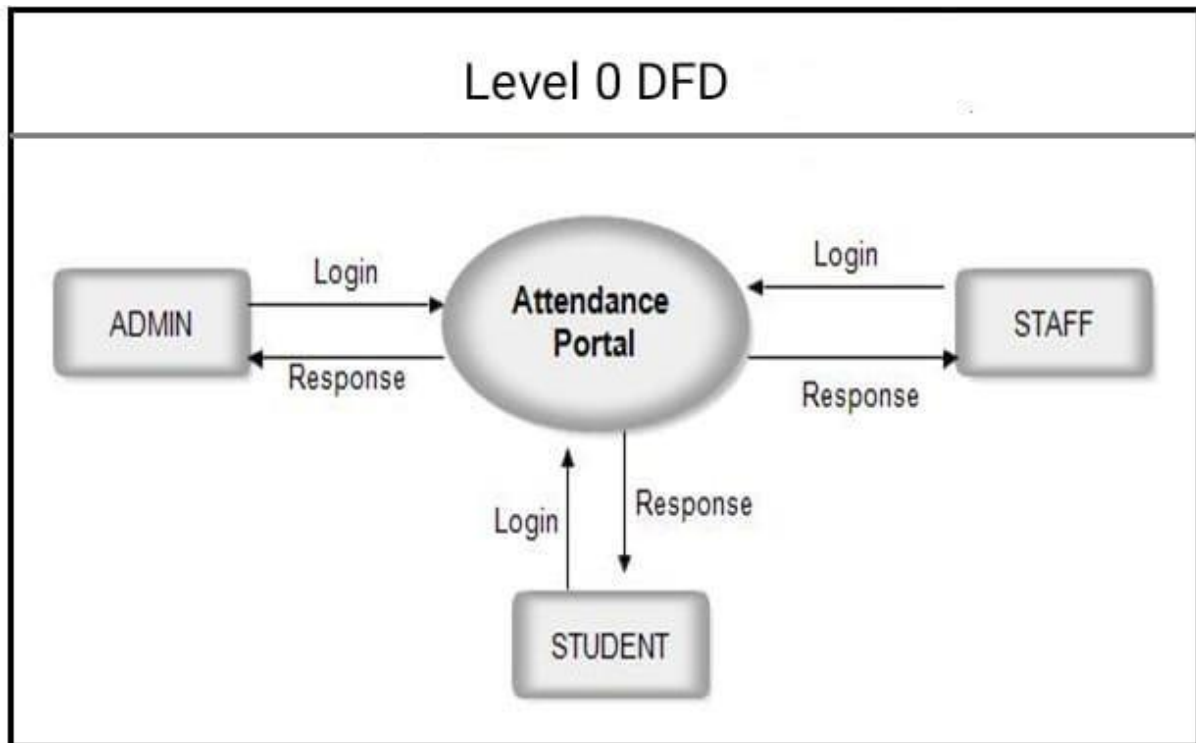 Level 0 DFD
Login
Login
ADMIN
Attendance
Portal
STAFF
Response
Response
Login
Response
STUDENT